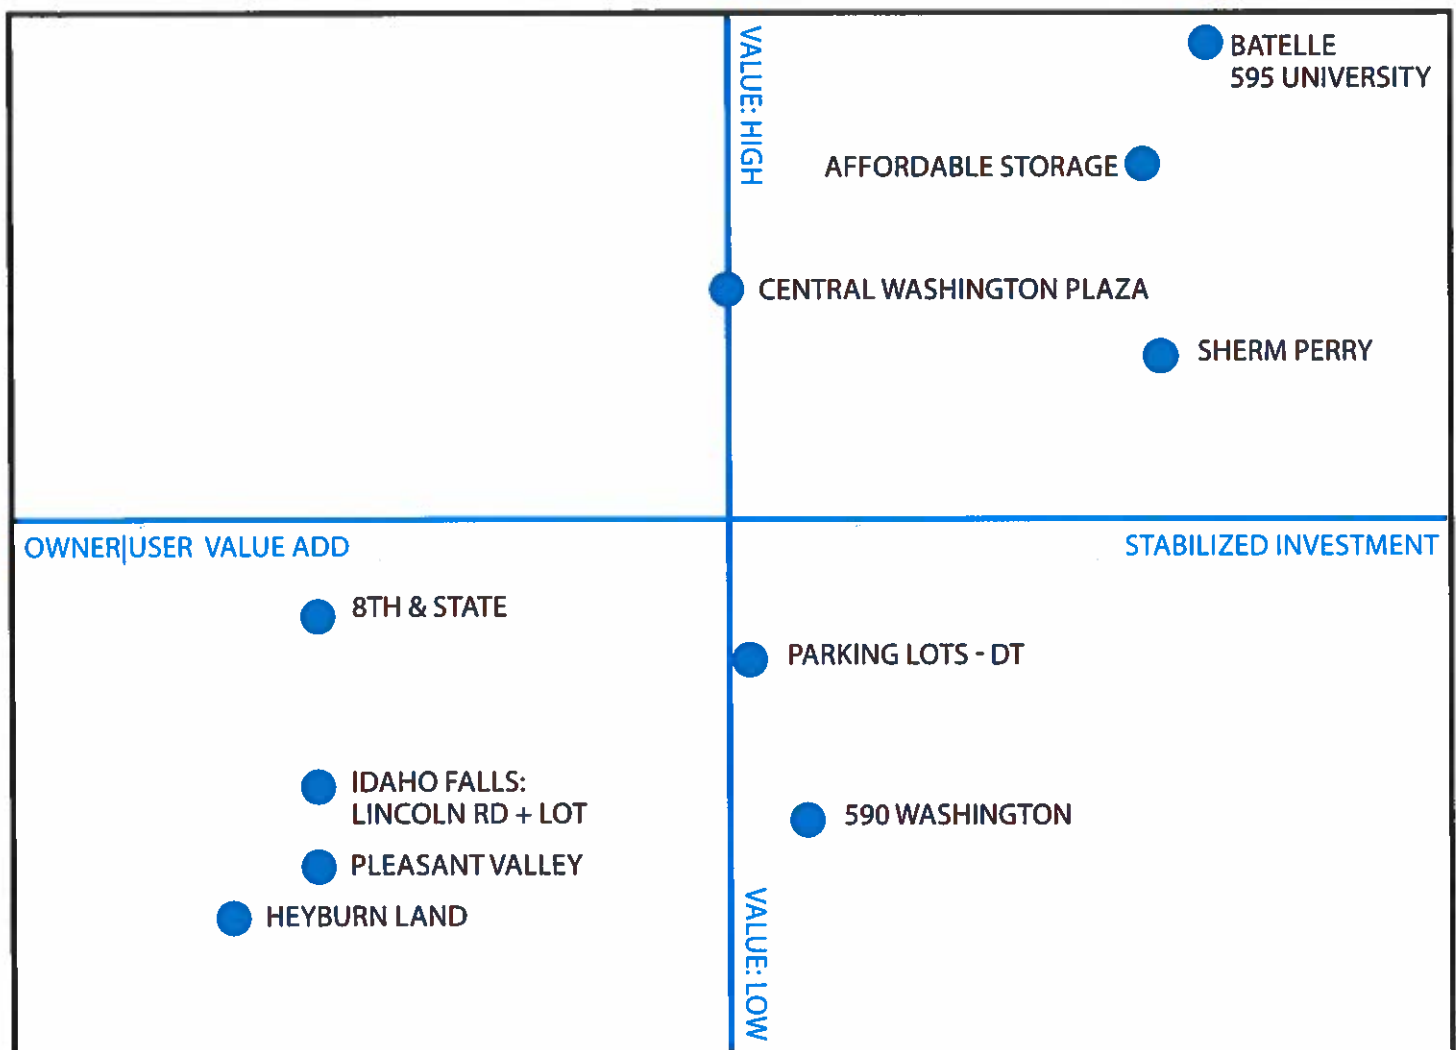 VALUE: HIGH
BATELLE
595 UNIVERSITY
AFFORDABLE STORAGE
CENTRAL WASHINGTON PLAZA
SHERM PERRY
OWNER|USER VALUE ADD
STABILIZED INVESTMENT
8TH & STATE
PARKING LOTS - DT
IDAHO FALLS:
LINCOLN RD + LOT
590 WASHINGTON
PLEASANT VALLEY
HEYBURN LAND
VALUE: LOW